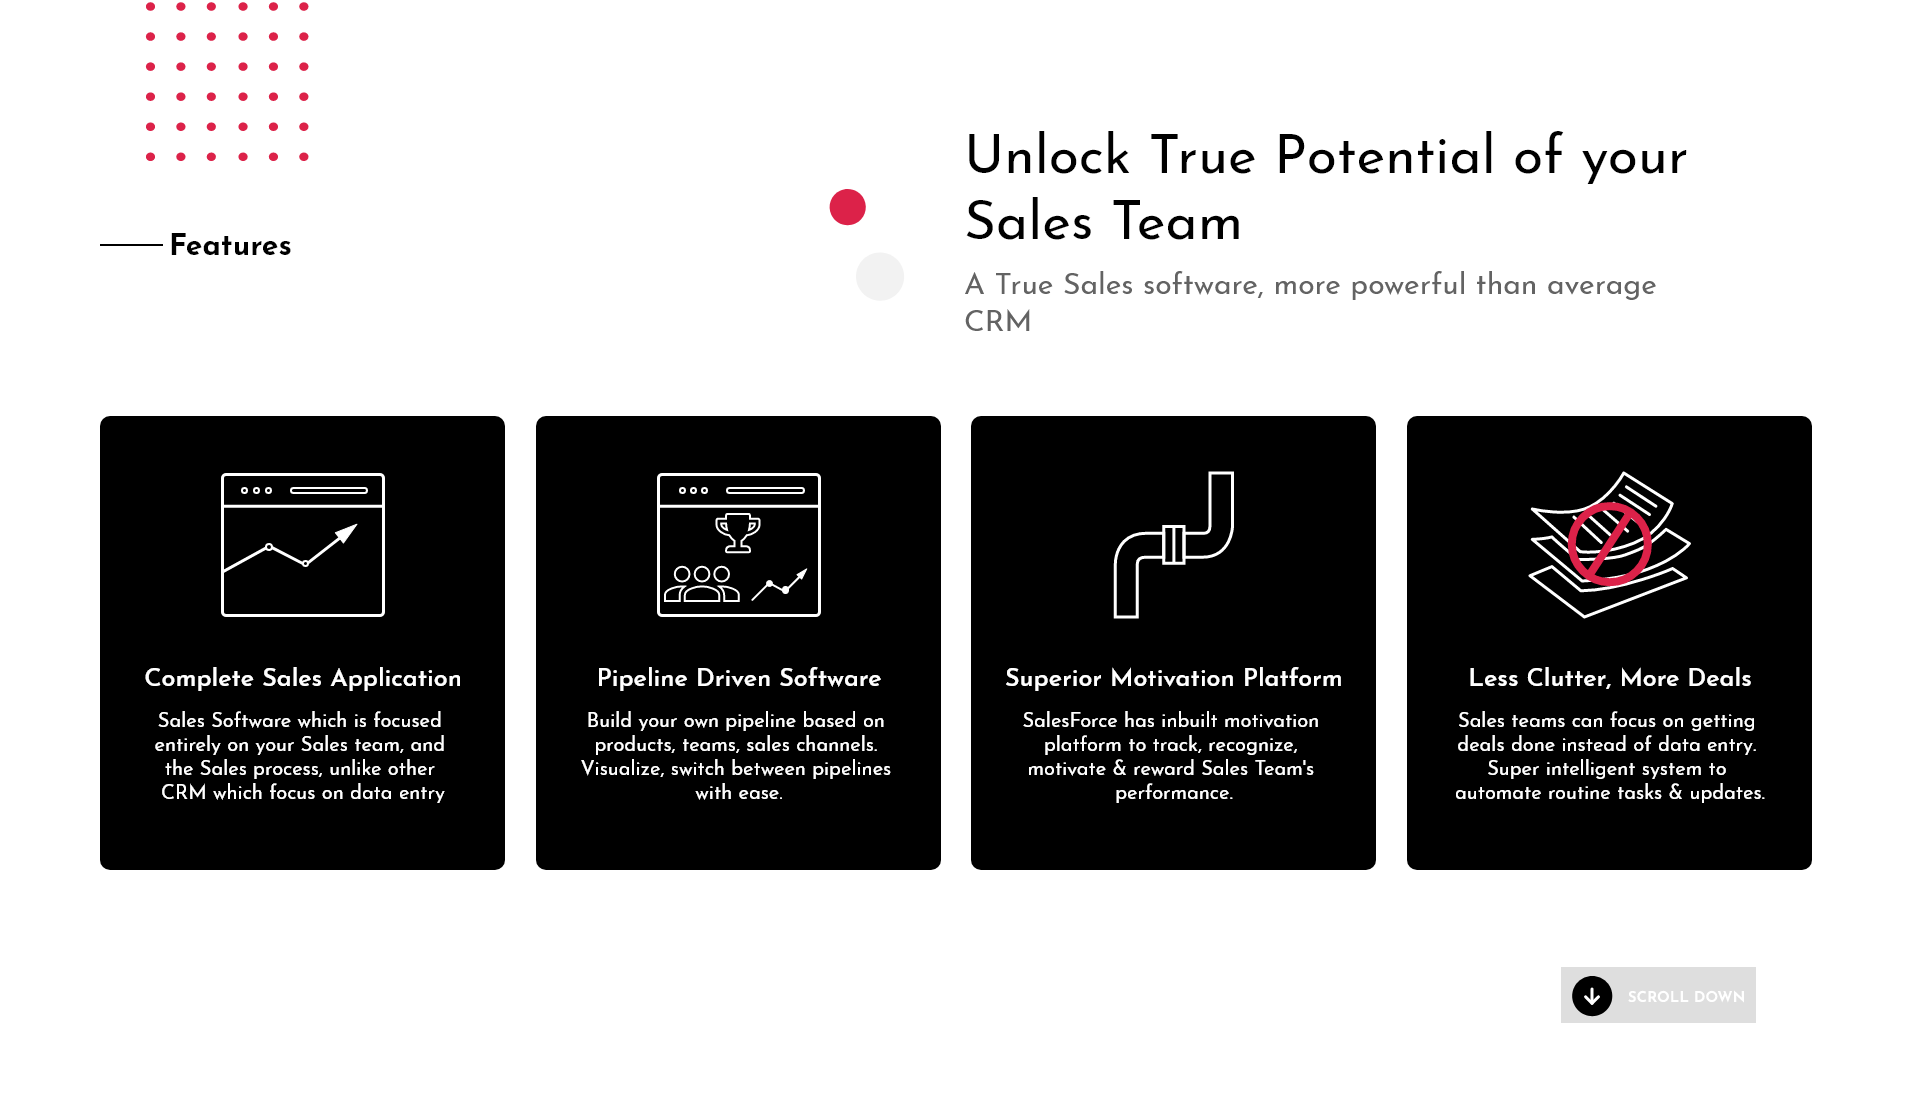 Features
Unlock True Potential of your
Sales Team
A True Sales software, more powerful than average
CRM
Complete Sales Application
Sales Software which is focused
entirely on your Sales team, and
the Sales process, unlike other
CRM which focus on data entry
Pipeline Driven Software
Build your own pipeline based on
products, teams, sales channels.
Visualize, switch between pipelines
with ease.
Superior Motivation Platform
SalesForce has inbuilt motivation
platform to track, recognize,
motivate & reward Sales Team's
performance.
Less Clutter, More Deals
Sales teams can focus on getting
deals done instead of data entry.
Super intelligent system to
automate routine tasks & updates.
SCROLL DOWN